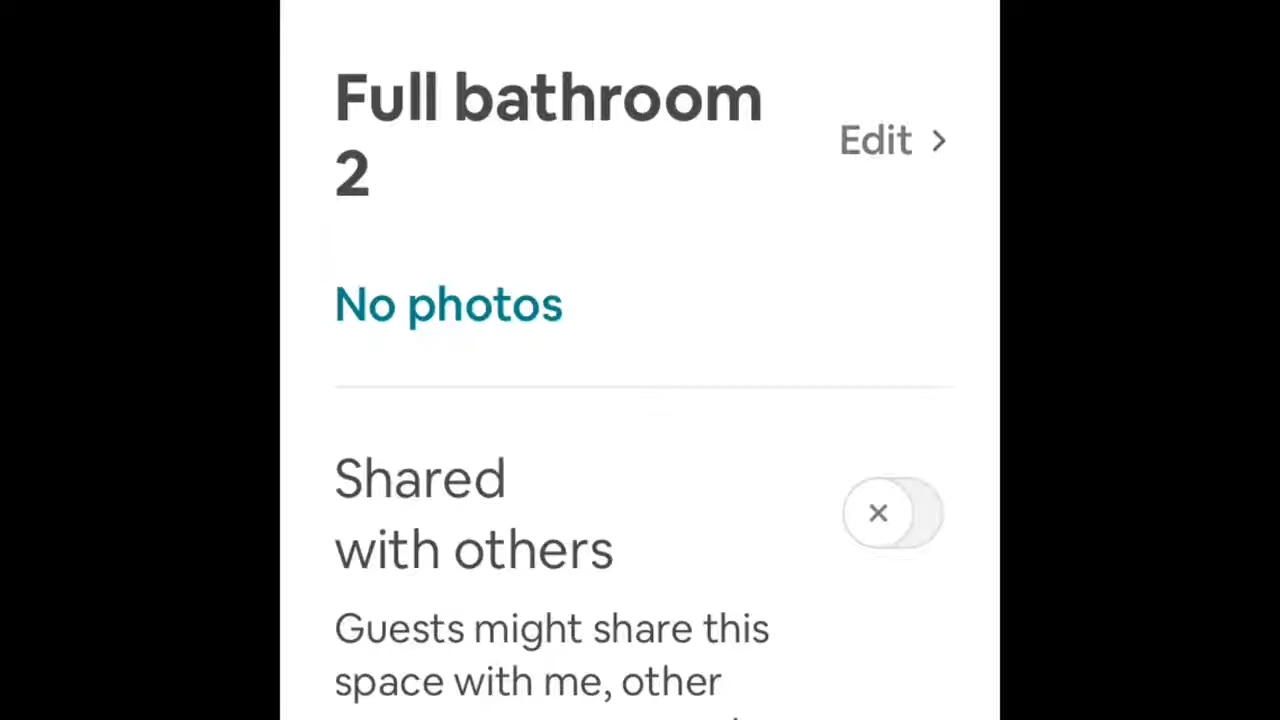 Full bathroom
2
Edit >
No photos
Shared
with others
Guests might share this
space with me, other